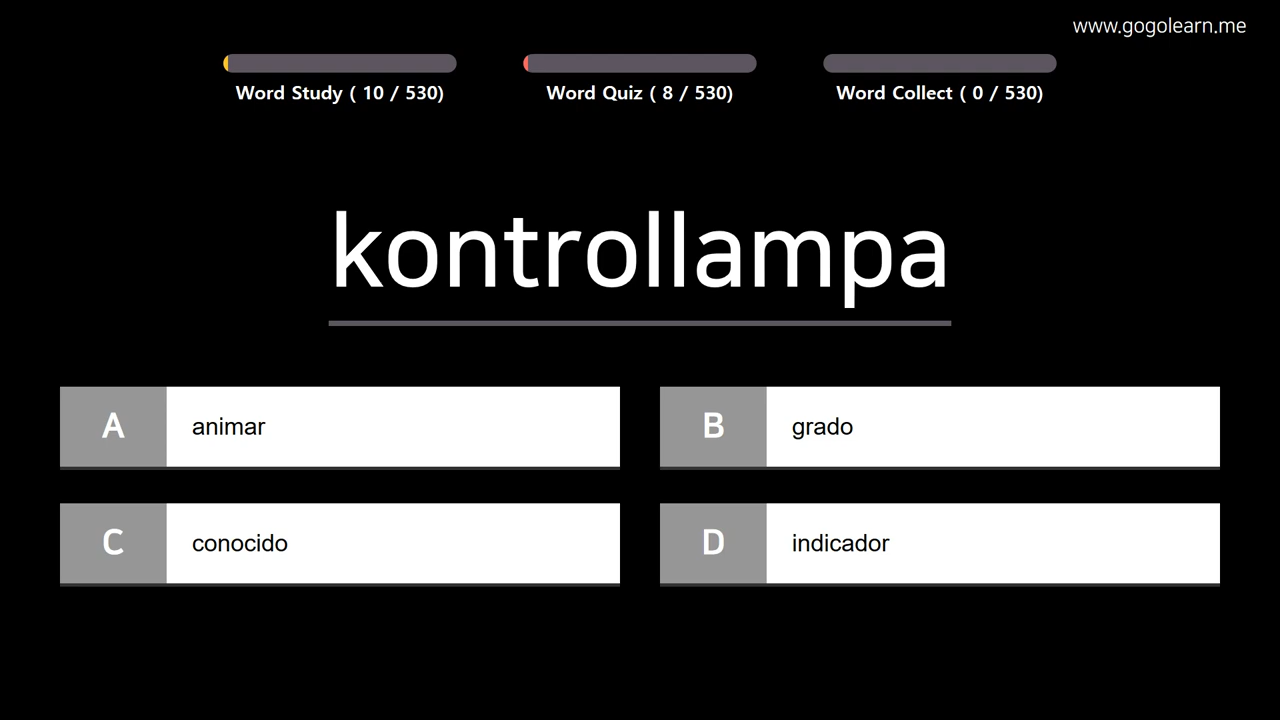 www.gogolearn.me
Word Study ( 10 / 530)
Word Quiz ( 8 / 530)
Word Collect ( 0 / 530)
kontrollampa
A animar
B grado
C conocido
D indicador